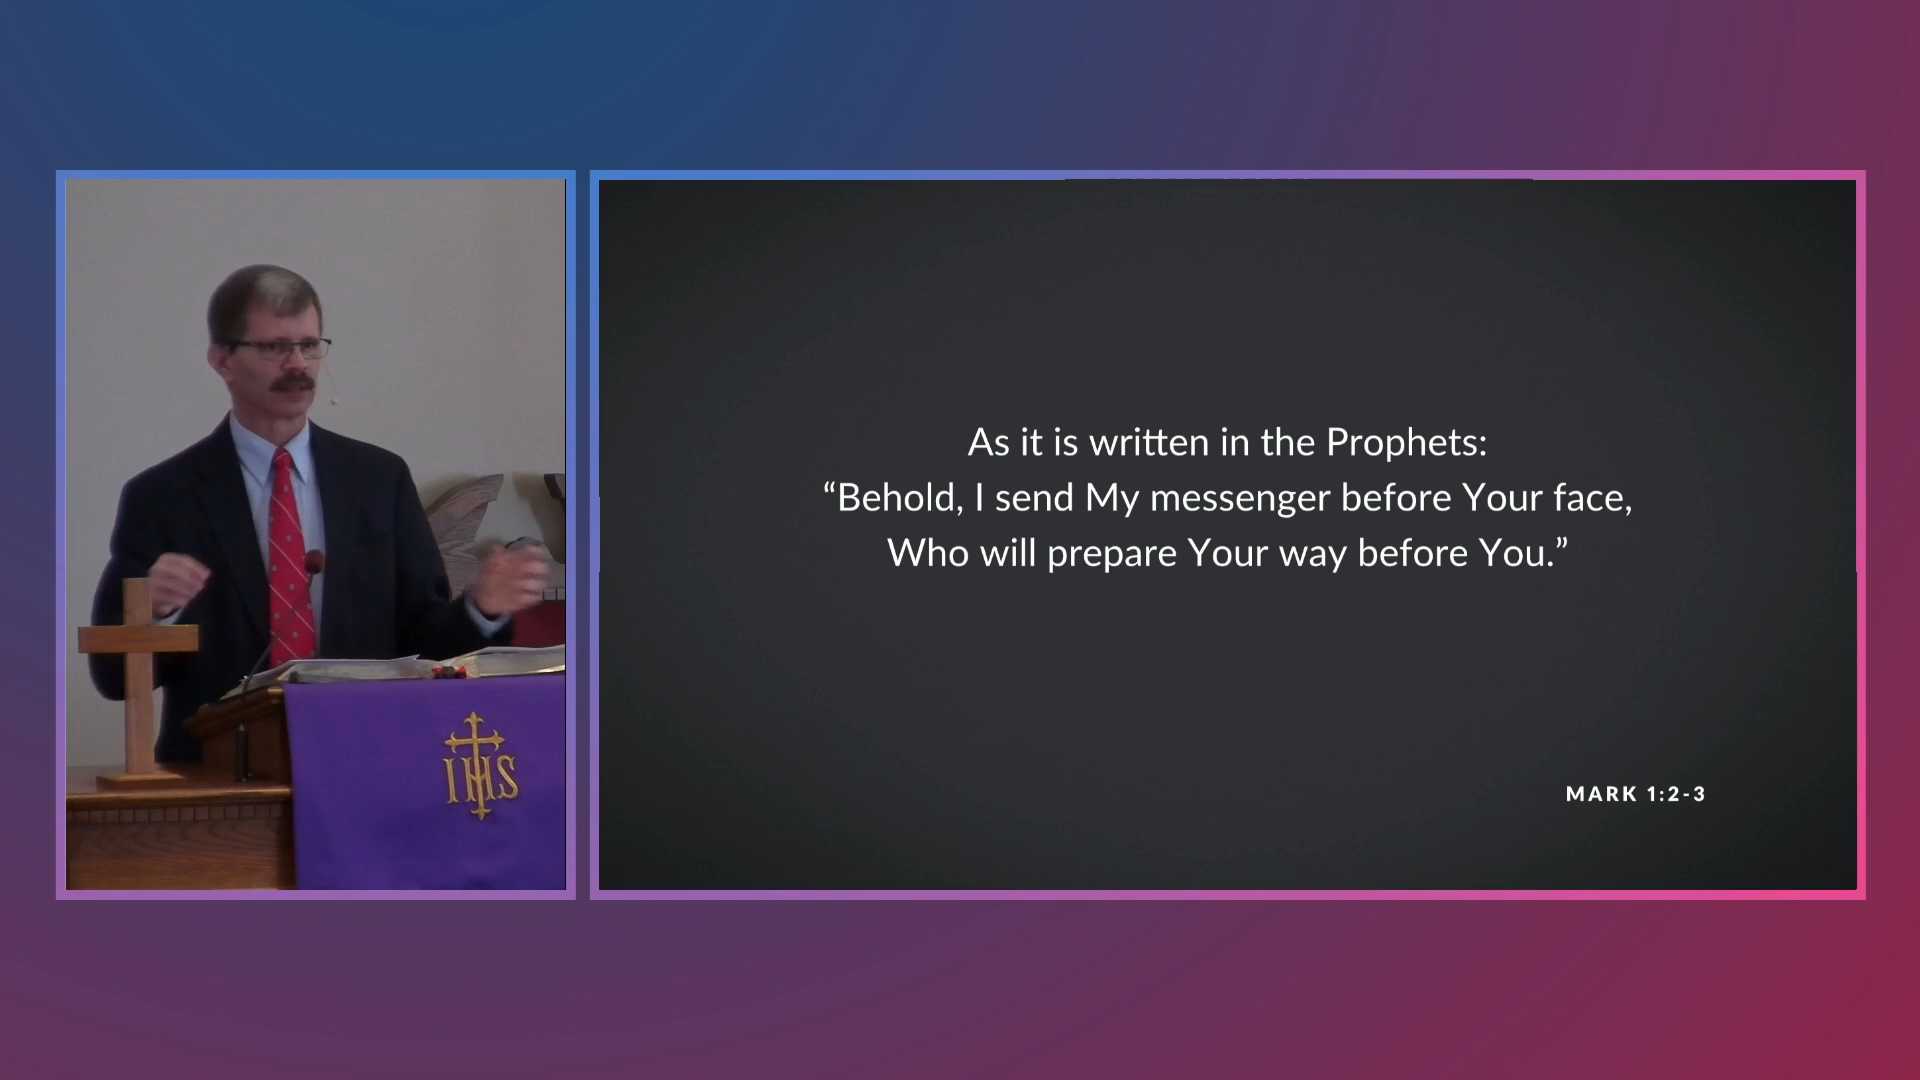 As it is written in the Prophets:
“Behold, I send My messenger before Your face,
Who will prepare Your way before You.”
MARK 1:2-3
IHS